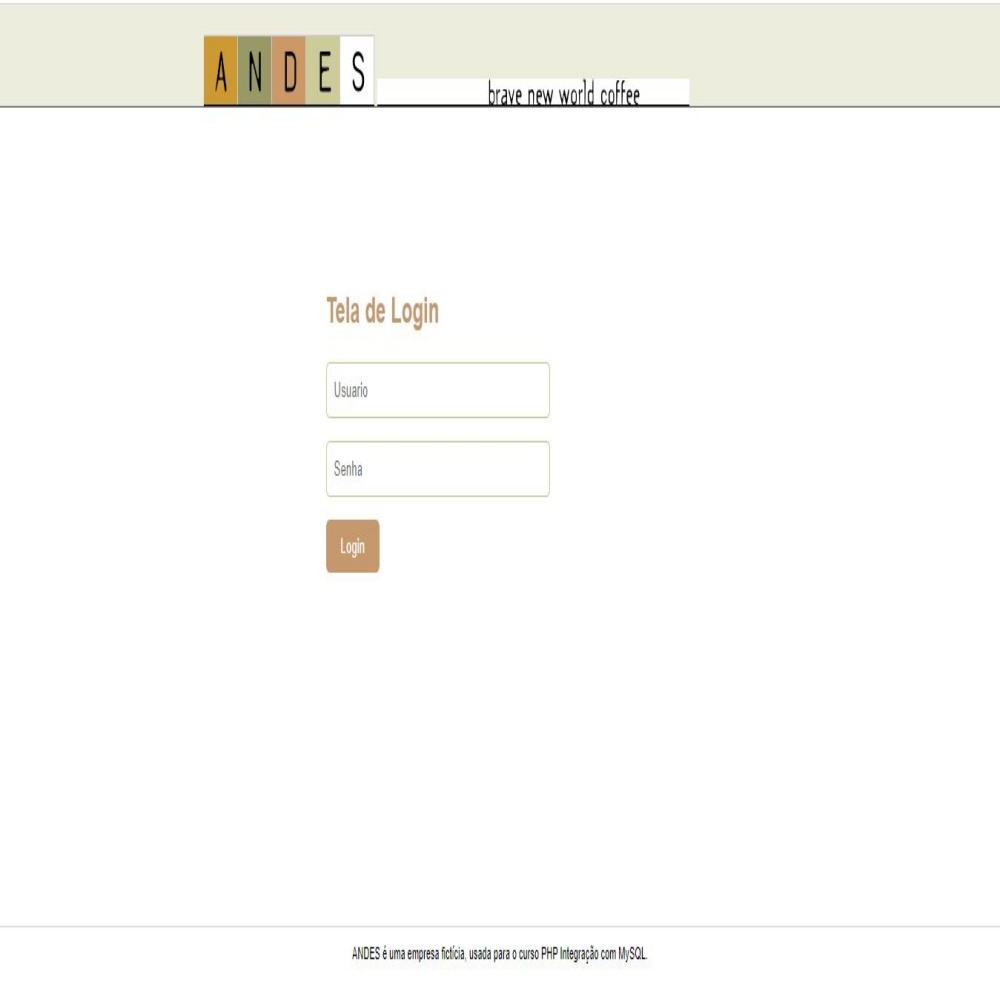 ANDES
brave new world coffee
Tela de Login
Usuario
Senha
Login
ANDES é uma empresa fictícia, usada para o curso PHP Integração com MySQL.